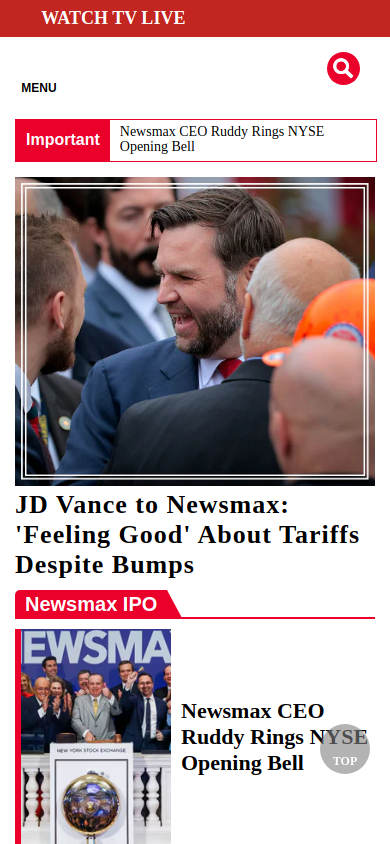 WATCH TV LIVE
MENU
Important
Newsmax CEO Ruddy Rings NYSE
Opening Bell
JD Vance to Newsmax:
'Feeling Good' About Tariffs
Despite Bumps
Newsmax IPO
EWSMA
NEW YORK STOCK EXCHANGE
Newsmax CEO
Ruddy Rings NYSE
Opening Bell
TOP